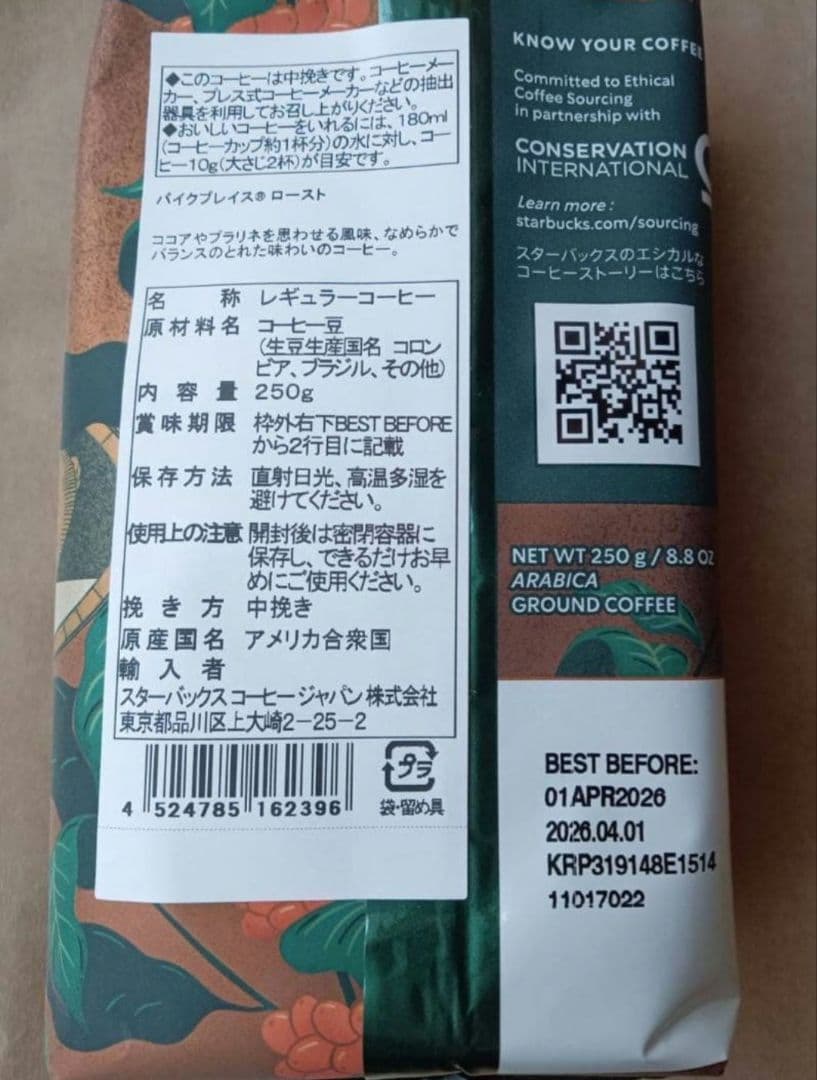 ◆このコーヒーは中挽きです。コーヒーメー
カー、プレス式コーヒーメーカーなどの抽出
器具を利用してお召し上がりください。
◆おいしいコーヒーをいれるには、180ml
(コーヒーカップ約1杯分)の水に対し、コー
ヒー10g(大さじ2杯)が目安です。
パイクプレイス® ロースト
ココアやプラリネを思わせる風味、なめらかで
バランスのとれた味わいのコーヒー。
名称 レギュラーコーヒー
原材料名 コーヒー豆
(生豆生産国名 コロン
ビア、ブラジル、その他)
内容量 250g
賞味期限 枠外右下BEST BEFORE
から2行目に記載
保存方法 直射日光、高温多湿を
避けてください。
使用上の注意 開封後は密閉容器に
保存し、できるだけお早
めにご使用ください。
挽き方 中挽き
原産国名 アメリカ合衆国
輸入者
スターバックス コーヒー ジャパン 株式会社
東京都品川区上大崎2-25-2
4 524785 162396
プラ
袋・留め具
KNOW YOUR COFFEE
Committed to Ethical
Coffee Sourcing
in partnership with
CONSERVATION
INTERNATIONAL
Learn more:
starbucks.com/sourcing
スターバックスのエシカルな
コーヒーストーリーはこちら
NET WT 250 g / 8.8 OZ
ARABICA
GROUND COFFEE
BEST BEFORE:
01APR2026
2026.04.01
KRP319148E1514
11017022